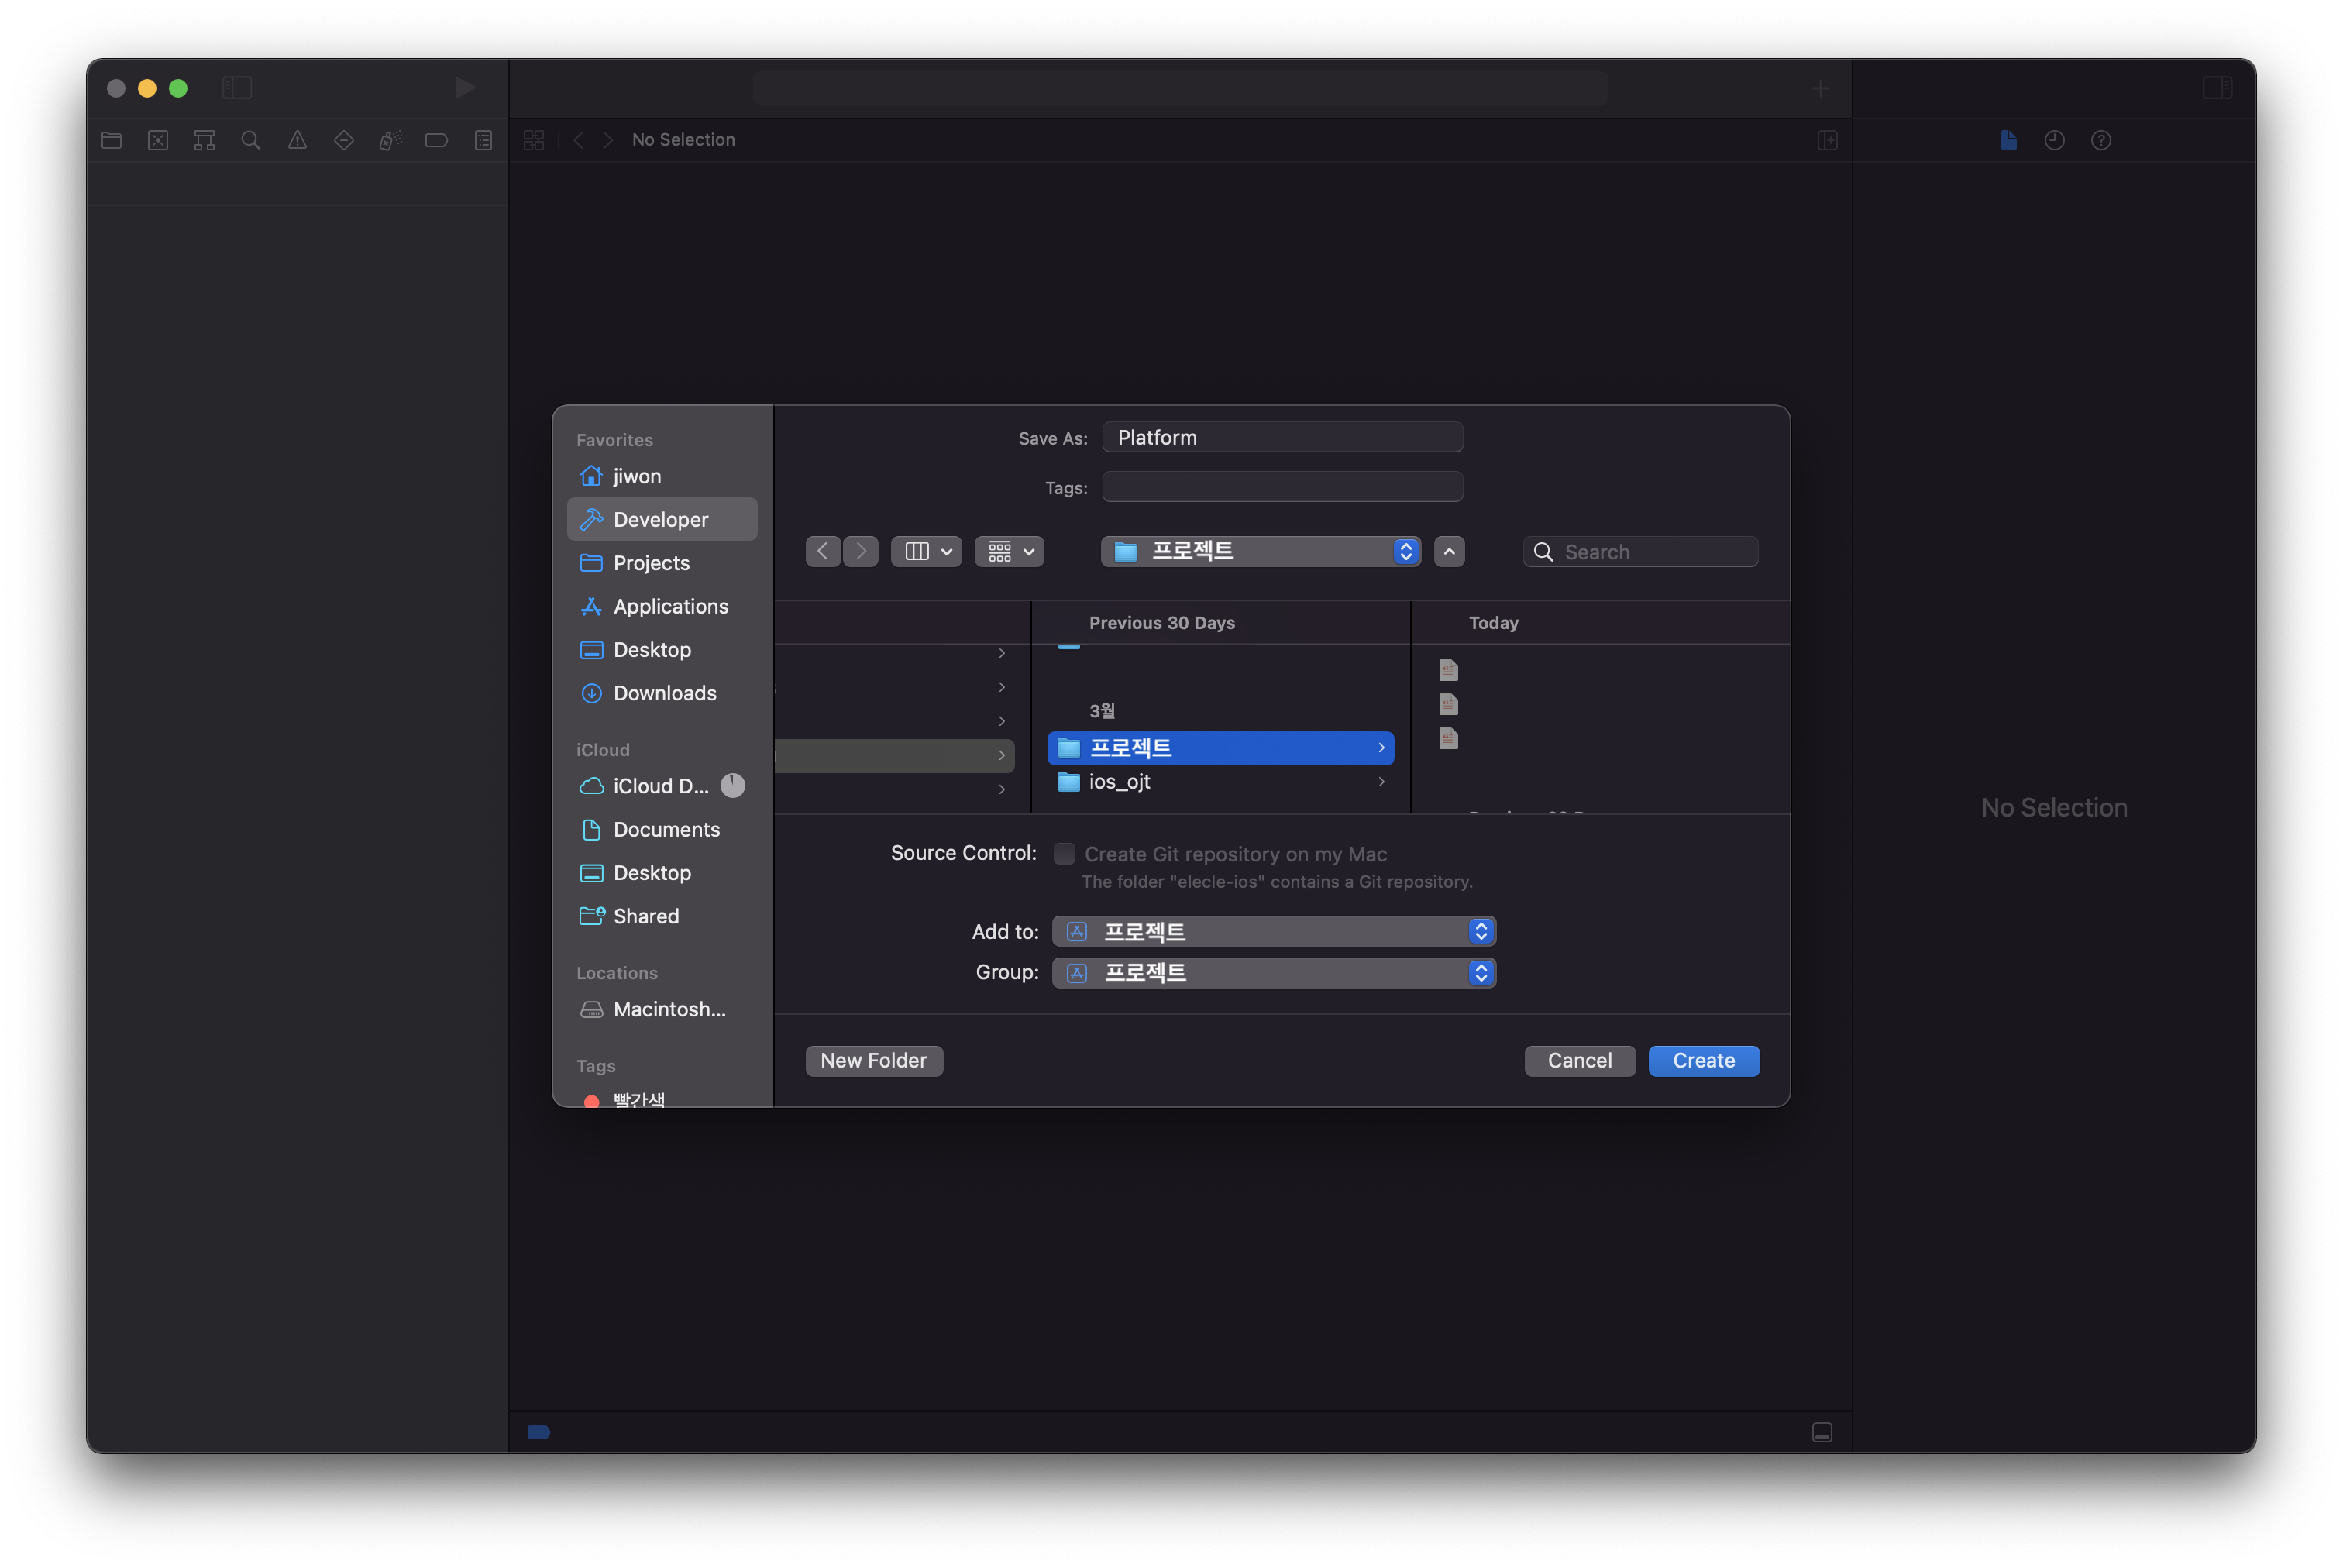 No Selection
Favorites
jiwon
Developer
Projects
Applications
Desktop
Downloads
iCloud
iCloud D...
Documents
Desktop
Shared
Locations
Macintosh...
Tags
빨간색
Save As: Platform
Tags:
프로젝트
Search
Previous 30 Days
Today
3월
프로젝트
ios_ojt
Source Control: Create Git repository on my Mac
The folder "elecle-ios" contains a Git repository.
Add to: 프로젝트
Group: 프로젝트
New Folder
Cancel
Create
No Selection